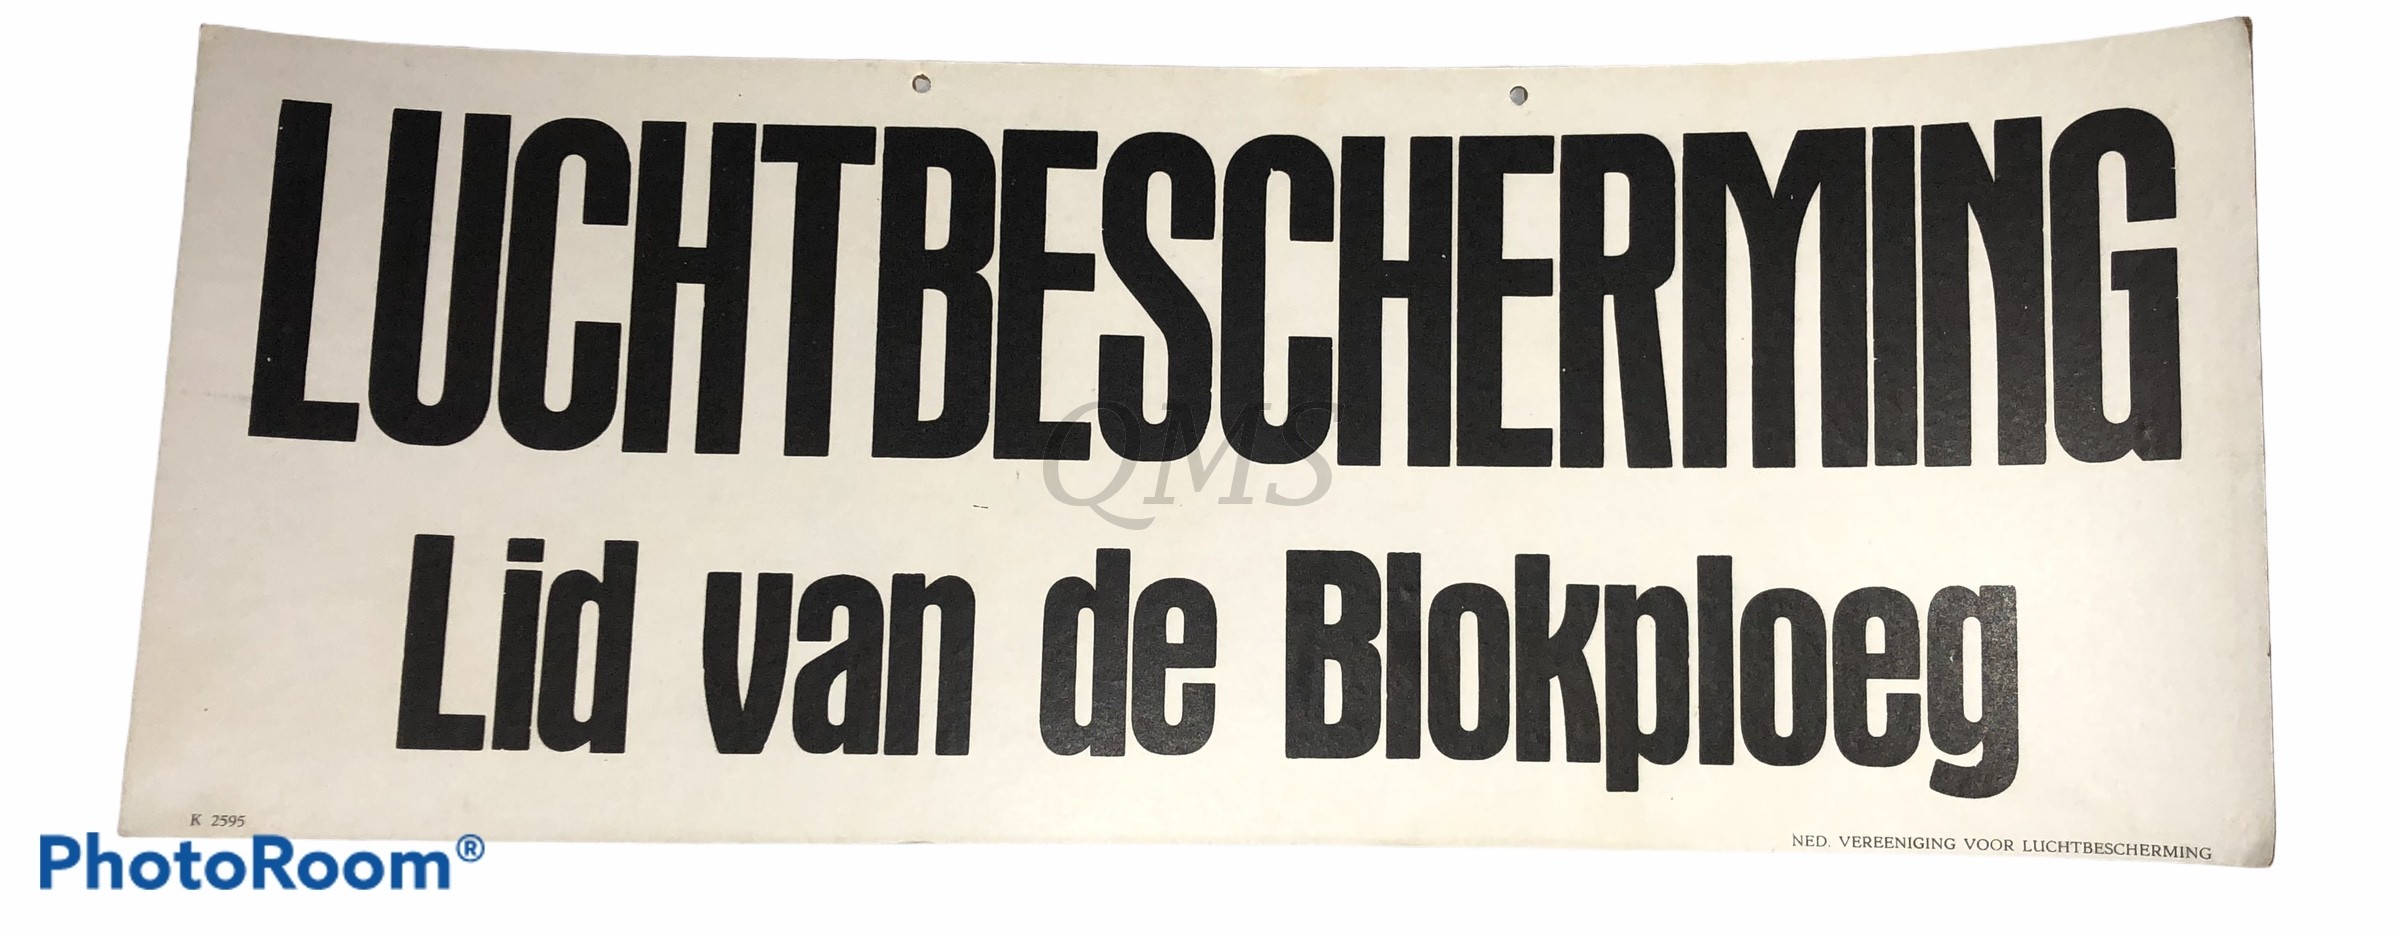 LUCHTBESCHERMING
QMS
Lid van de Blokploeg
K 2595
NED. VEREENIGING VOOR LUCHTBESCHERMING
PhotoRoom®